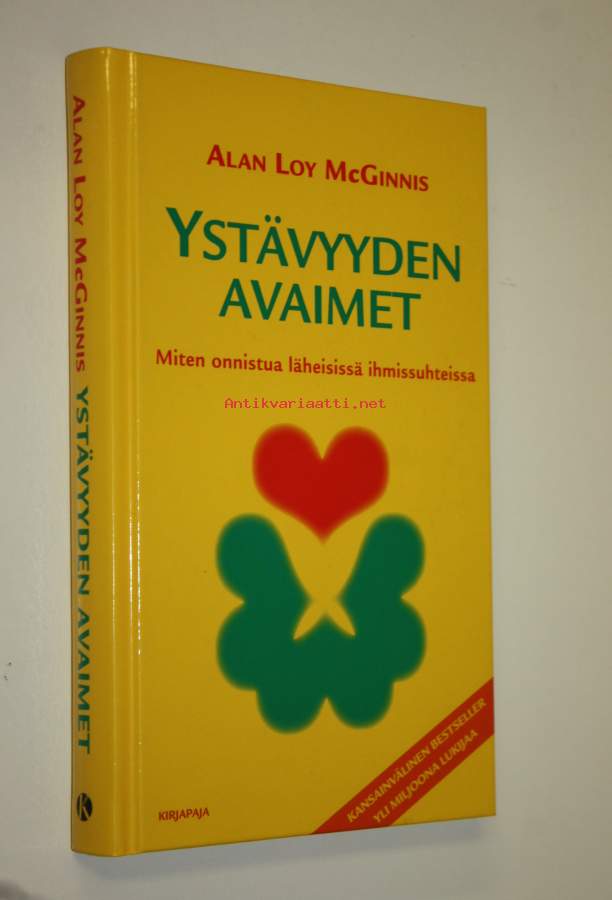 ALAN LOY MCGINNIS
YSTÄVYYDEN
AVAIMET
Miten onnistua läheisissä ihmissuhteissa
Antikvariaatti.net
KANSAINVÄLINEN BESTSELLER
YLI MILJOONA LUKIJAA
KIRJAPAJA
ALAN LOY MCGINNIS YSTÄVYYDEN AVAIMET
K